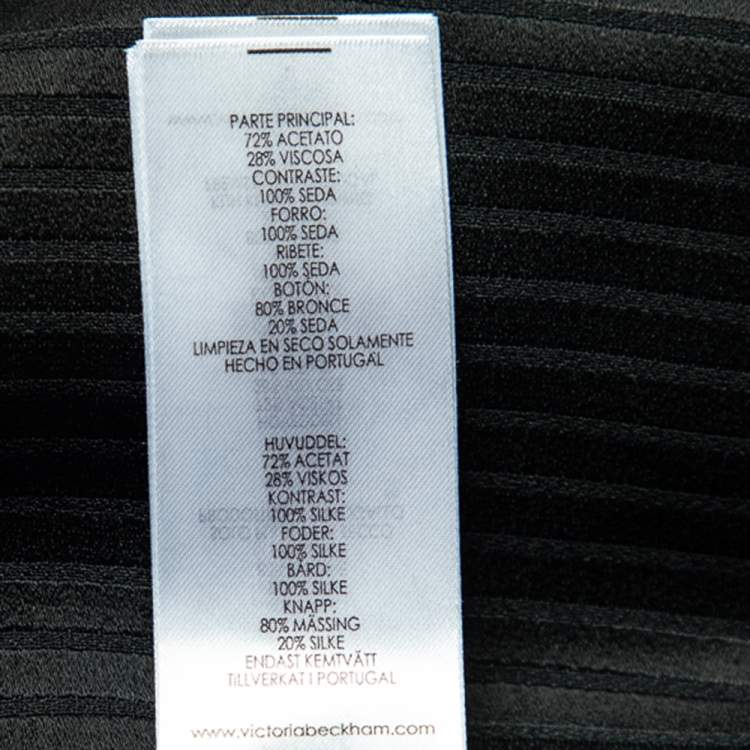 PARTE PRINCIPAL:
72% ACETATO
28% VISCOSA
CONTRASTE:
100% SEDA
FORRO:
100% SEDA
RIBETE:
100% SEDA
BOTÓN:
80% BRONCE
20% SEDA
LIMPIEZA EN SECO SOLAMENTE
HECHO EN PORTUGAL
HUVUDDEL:
72% ACETAT
28% VISKOS
KONTRAST:
100% SILKE
FODER:
100% SILKE
BÅRD:
100% SILKE
KNAPP:
80% MÄSSING
20% SILKE
ENDAST KEMTVÄTT
TILLVERKAT I PORTUGAL
www.victoriabeckham.com